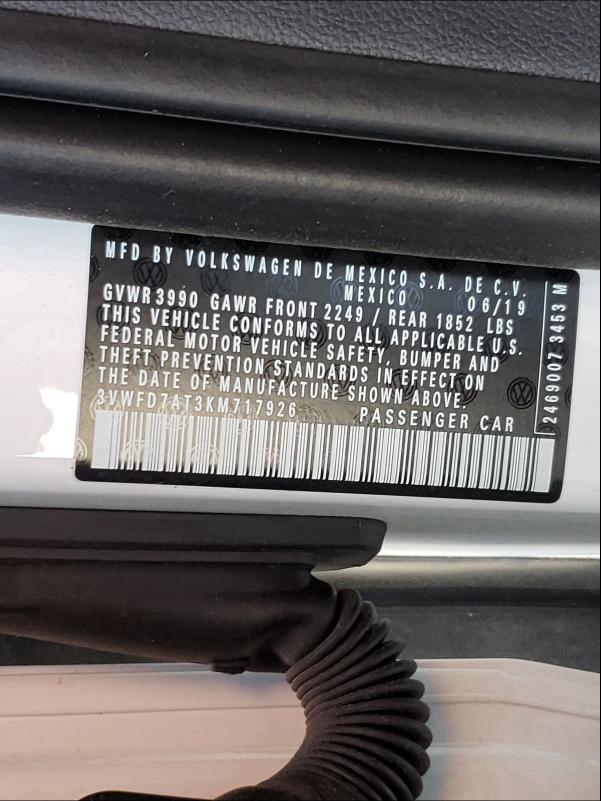 MFD BY VOLKSWAGEN DE MEXICO S.A. DE C.V.
MEXICO 06/19
GVWR 3990 GAWR FRONT 2249 / REAR 1852 LBS
THIS VEHICLE CONFORMS TO ALL APPLICABLE U.S.
FEDERAL MOTOR VEHICLE SAFETY, BUMPER AND
THEFT PREVENTION STANDARDS IN EFFECT ON
THE DATE OF MANUFACTURE SHOWN ABOVE.
3VWFD7AT3KM717926 PASSENGER CAR
2469007 3453 M